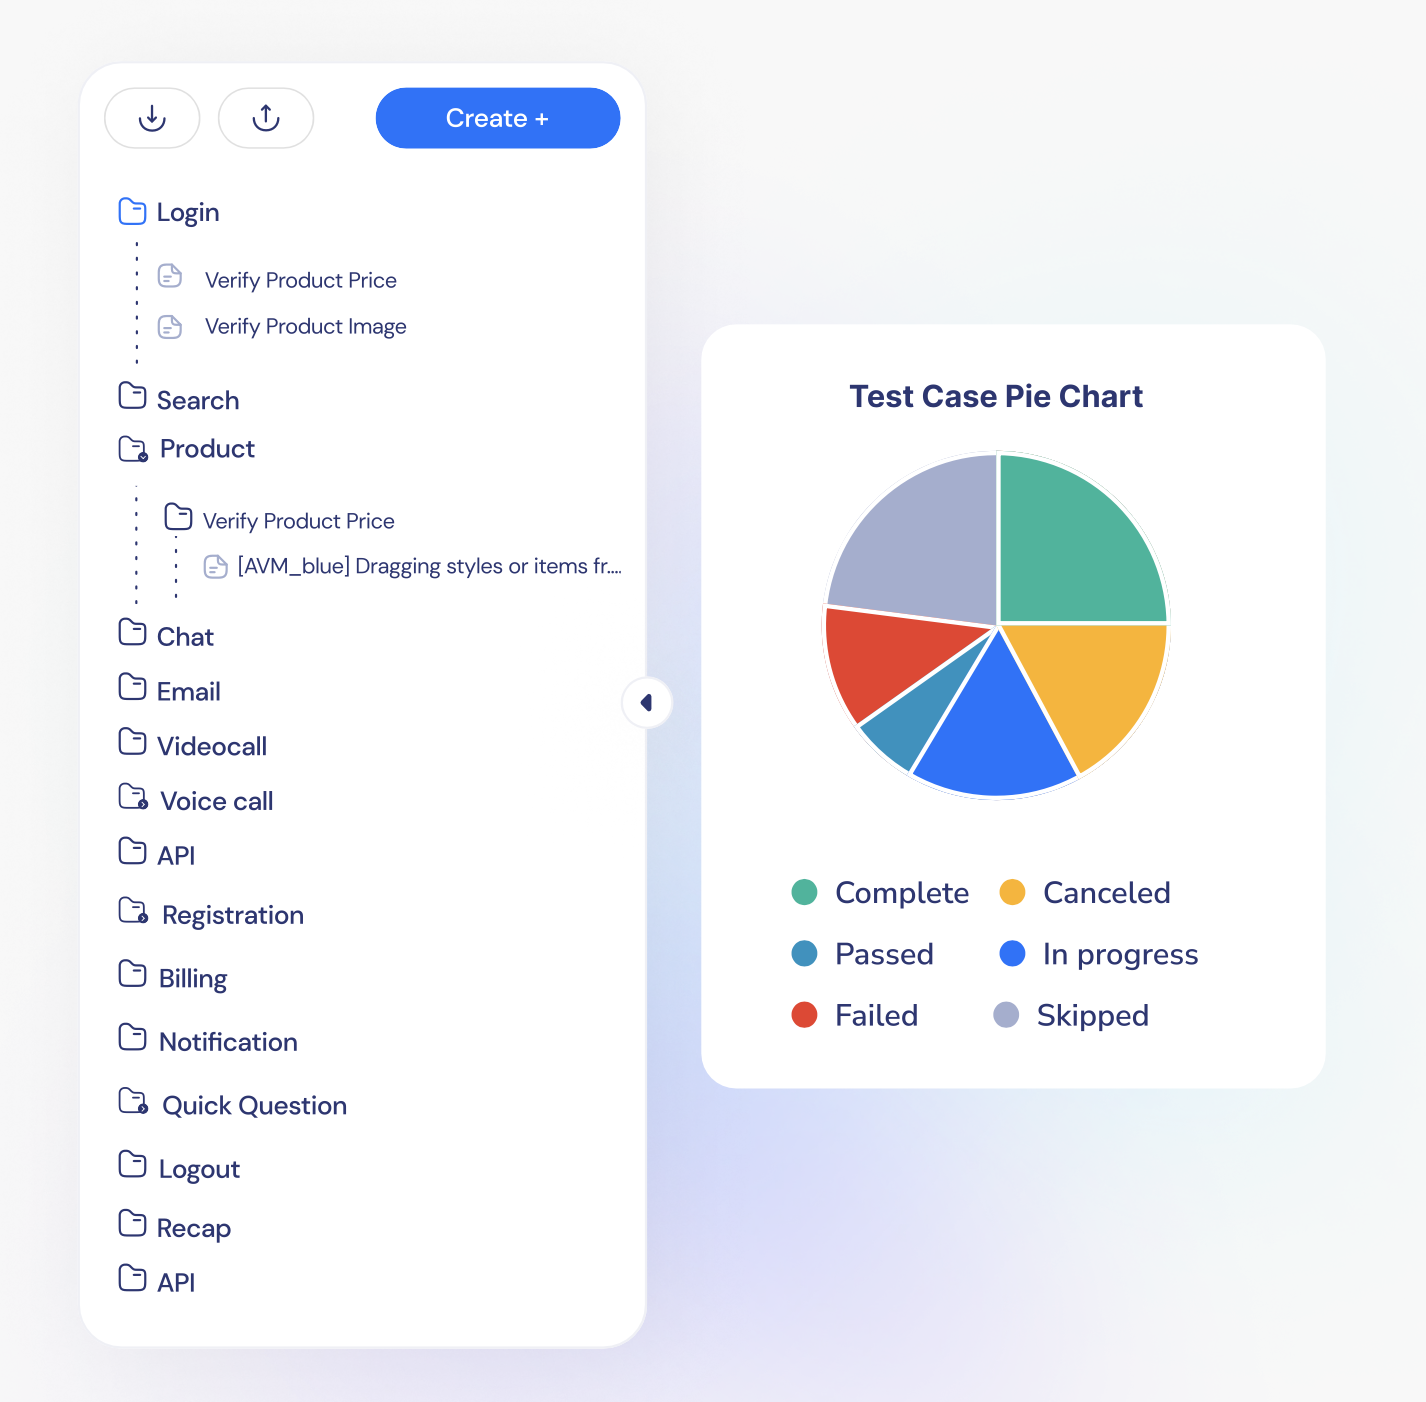 Create +
Login
Verify Product Price
Verify Product Image
Search
Product
Verify Product Price
[AVM_blue] Dragging styles or items fr....
Chat
Email
Videocall
Voice call
API
Registration
Billing
Notification
Quick Question
Logout
Recap
API
Test Case Pie Chart
Complete
Canceled
Passed
In progress
Failed
Skipped